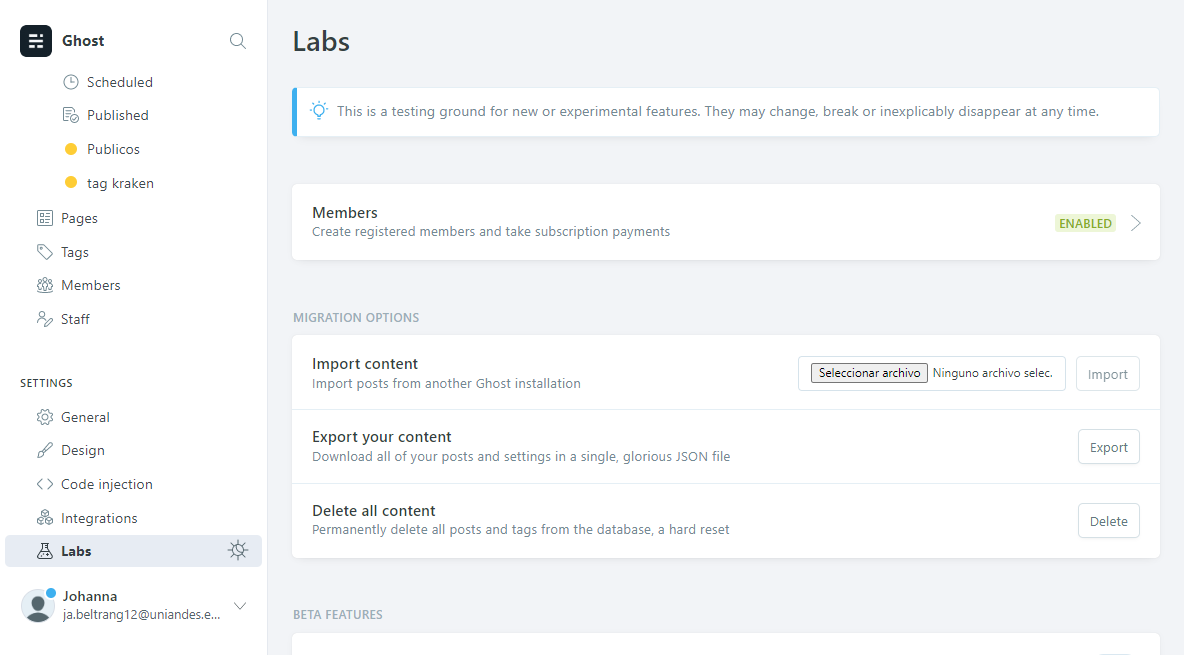 Ghost
Scheduled
Published
Publicos
tag kraken
Pages
Tags
Members
Staff
SETTINGS
General
Design
Code injection
Integrations
Labs
Johanna
ja.beltrang12@uniandes.e...
Labs
This is a testing ground for new or experimental features. They may change, break or inexplicably disappear at any time.
Members
Create registered members and take subscription payments
ENABLED
MIGRATION OPTIONS
Import content
Import posts from another Ghost installation
Seleccionar archivo Ninguno archivo selec.
Import
Export your content
Download all of your posts and settings in a single, glorious JSON file
Export
Delete all content
Permanently delete all posts and tags from the database, a hard reset
Delete
BETA FEATURES